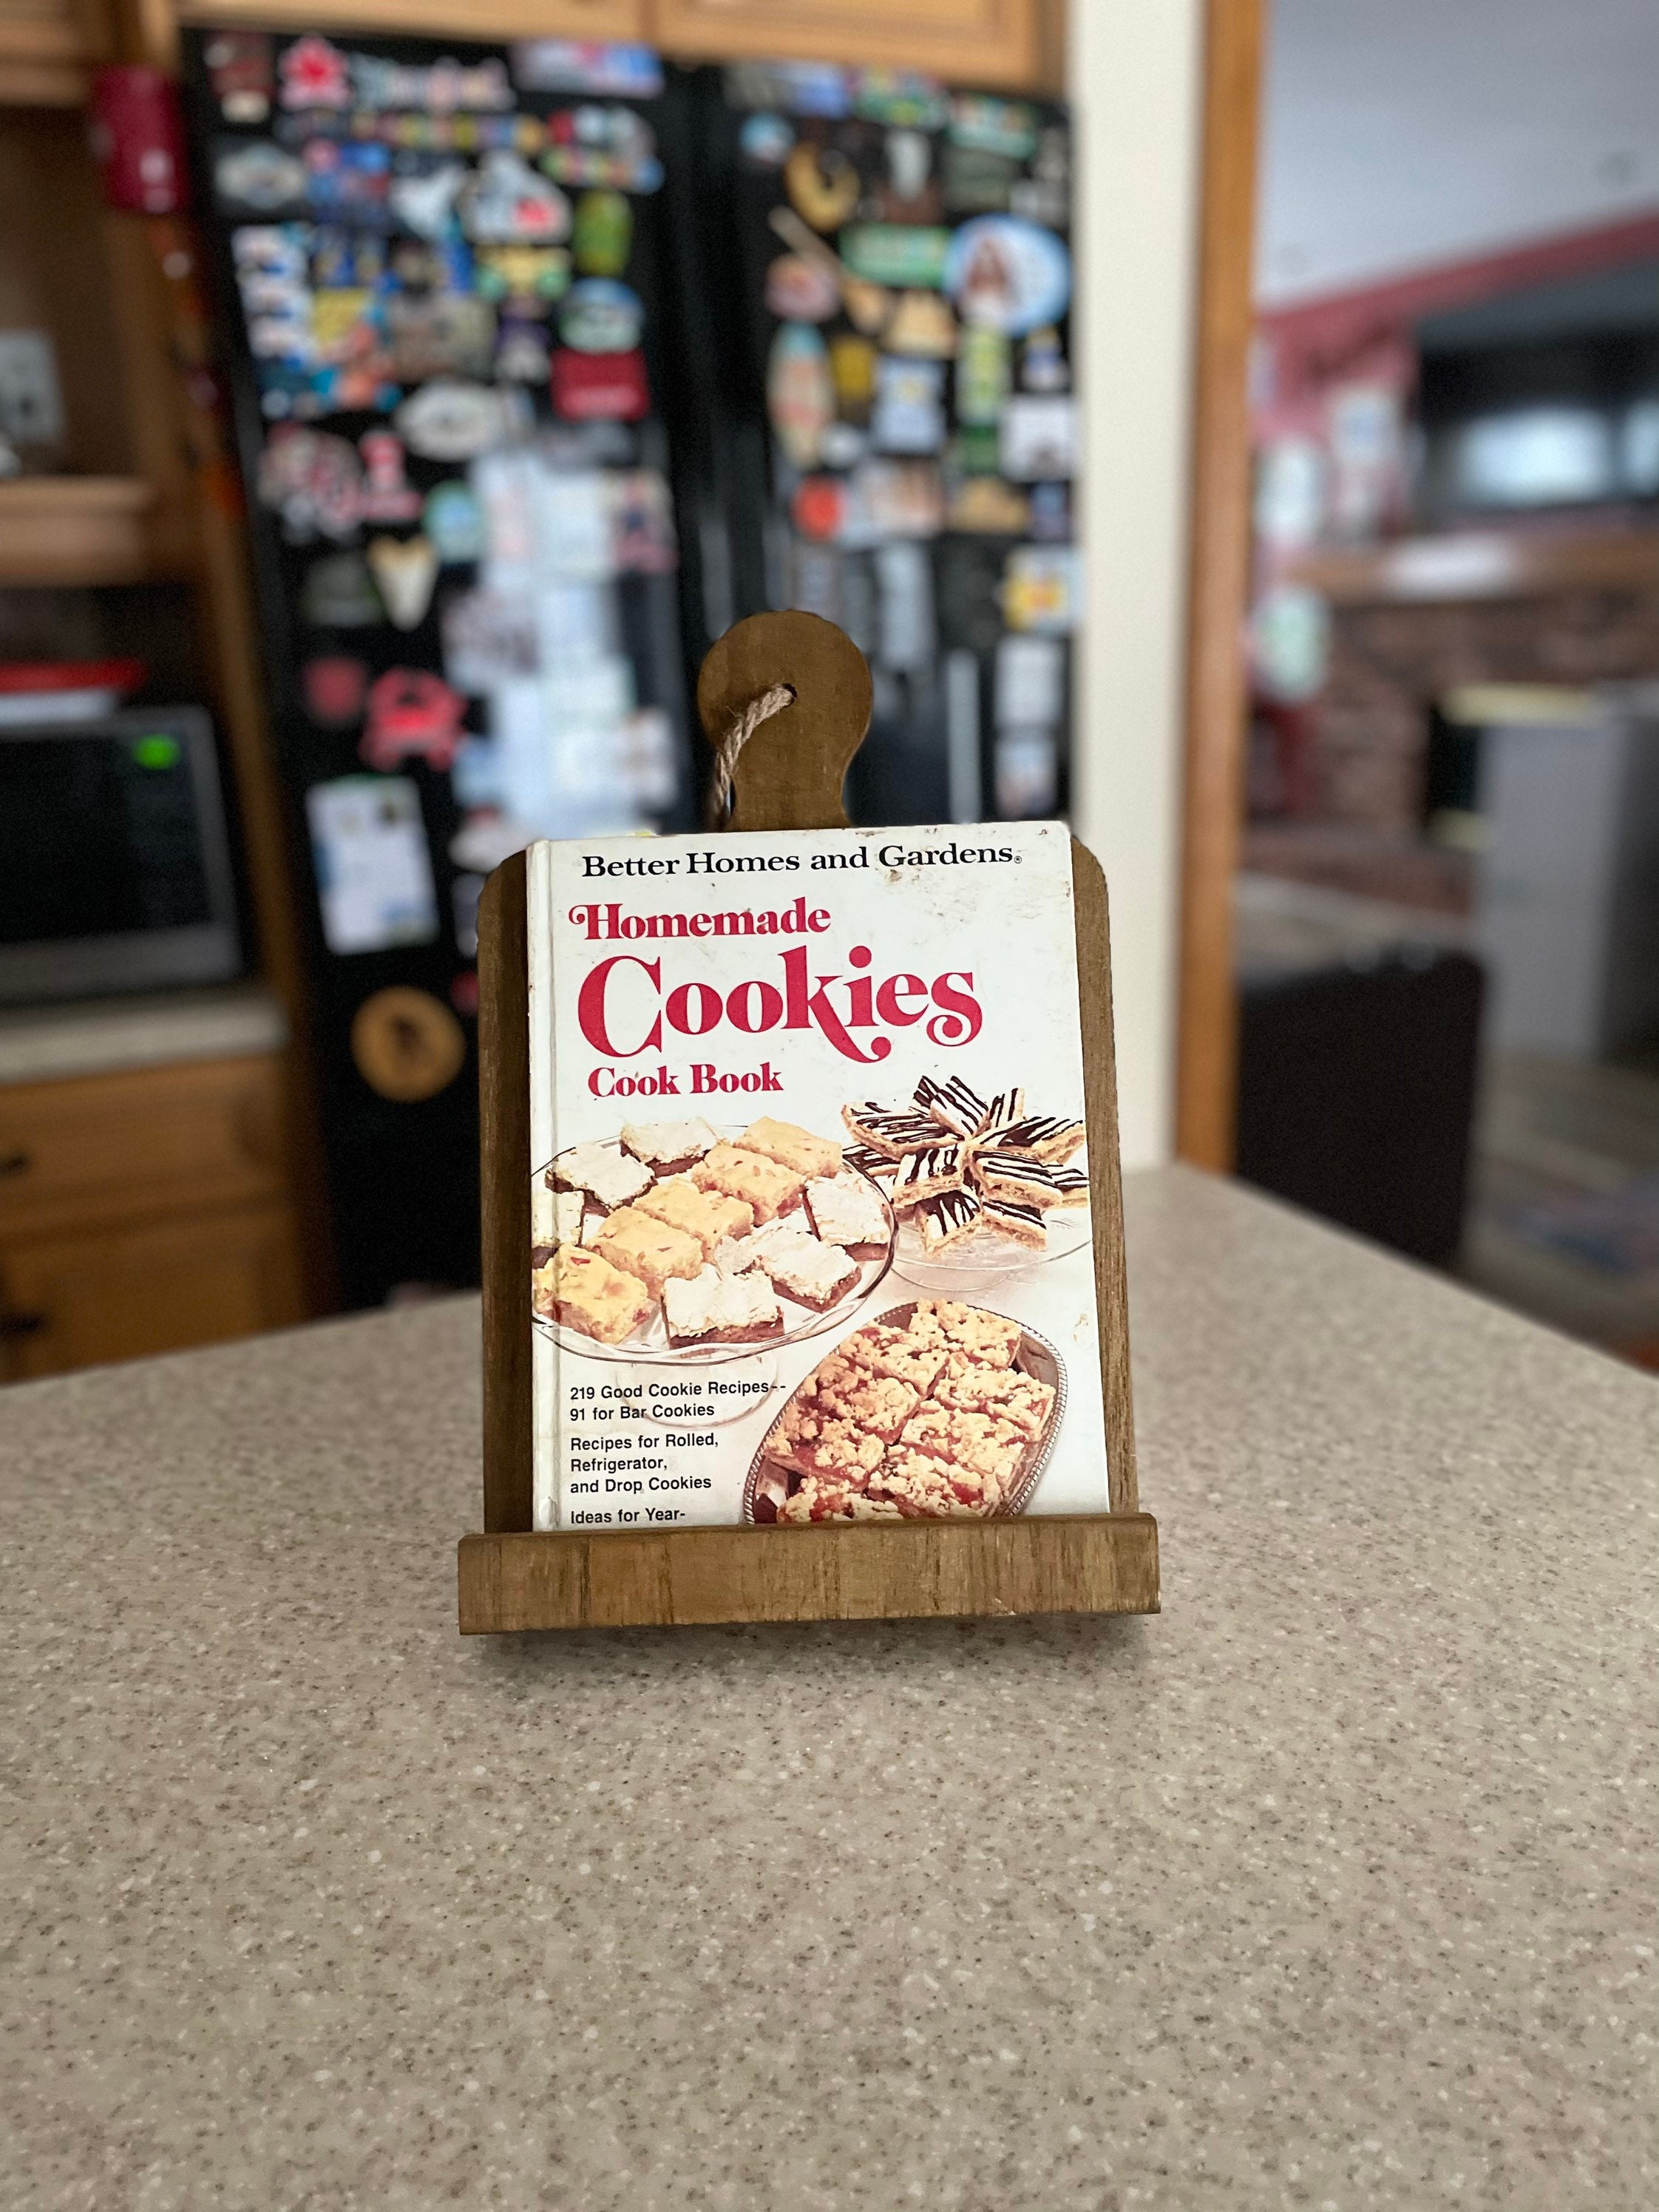 Better Homes and Gardens®
Homemade
Cookies
Cook Book
219 Good Cookie Recipes--
91 for Bar Cookies
Recipes for Rolled,
Refrigerator,
and Drop Cookies
Ideas for Year-